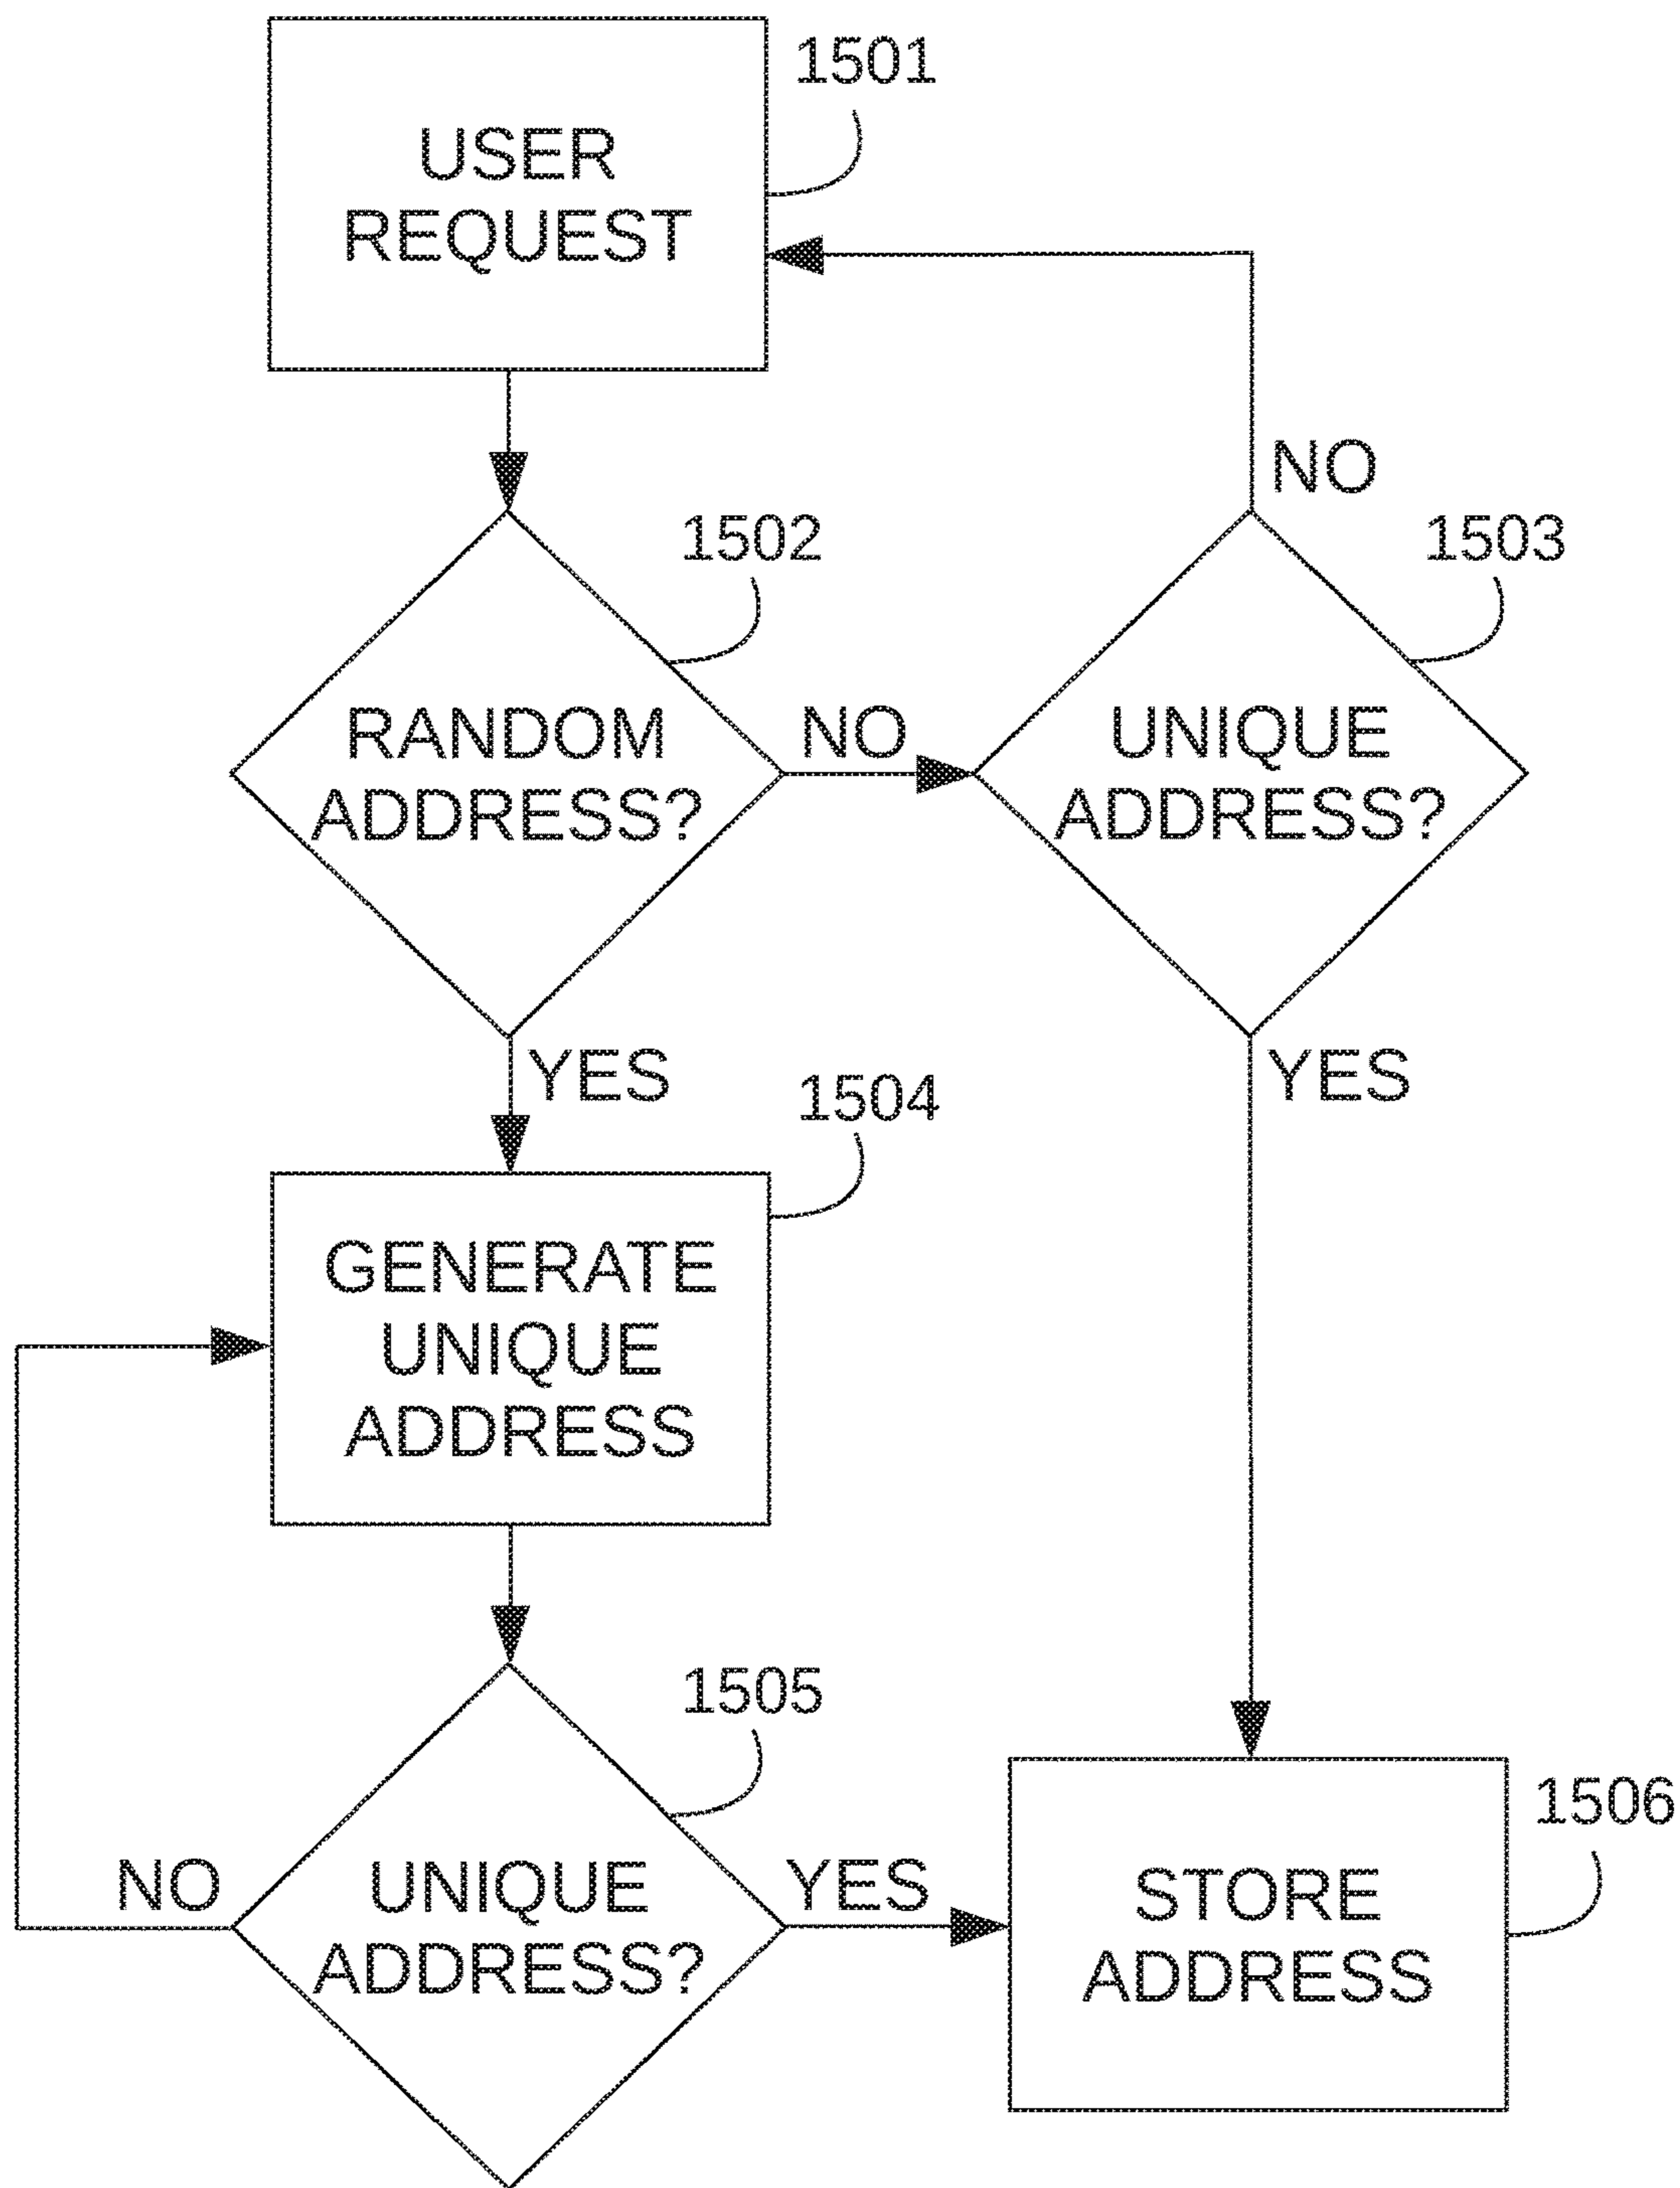 1501
USER
REQUEST
NO
1502
1503
RANDOM
ADDRESS?
NO
UNIQUE
ADDRESS?
YES
YES
1504
GENERATE
UNIQUE
ADDRESS
1505
1506
NO
UNIQUE
ADDRESS?
YES
STORE
ADDRESS